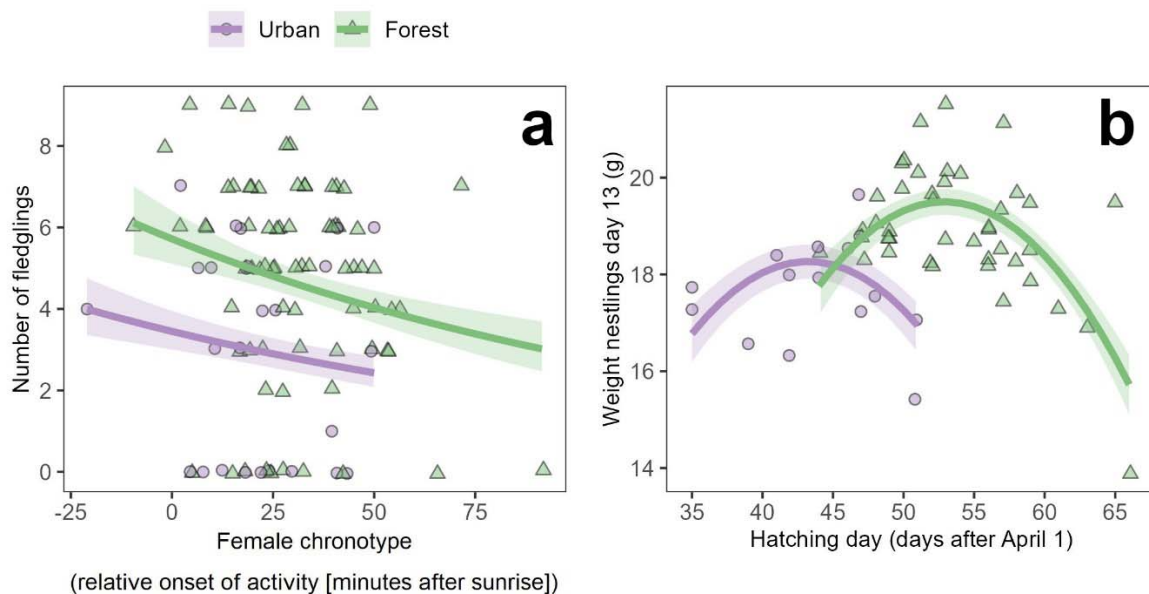 Urban Forest
a
Number of fledglings
8
6
4
2
0
-25 0 25 50 75
Female chronotype
(relative onset of activity [minutes after sunrise])
b
Weight nestlings day 13 (g)
20
18
16
14
35 40 45 50 55 60 65
Hatching day (days after April 1)